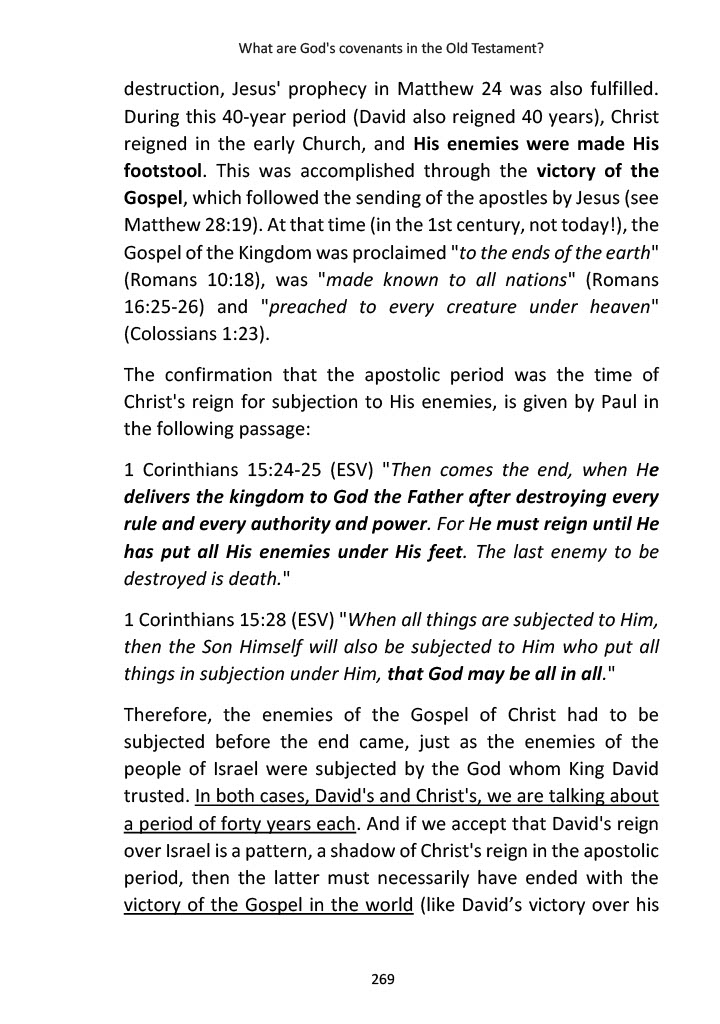 What are God's covenants in the Old Testament?
destruction, Jesus' prophecy in Matthew 24 was also fulfilled.
During this 40-year period (David also reigned 40 years), Christ
reigned in the early Church, and His enemies were made His
footstool. This was accomplished through the victory of the
Gospel, which followed the sending of the apostles by Jesus (see
Matthew 28:19). At that time (in the 1st century, not today!), the
Gospel of the Kingdom was proclaimed "to the ends of the earth"
(Romans 10:18), was "made known to all nations" (Romans
16:25-26) and "preached to every creature under heaven"
(Colossians 1:23).
The confirmation that the apostolic period was the time of
Christ's reign for subjection to His enemies, is given by Paul in
the following passage:
1 Corinthians 15:24-25 (ESV) "Then comes the end, when He
delivers the kingdom to God the Father after destroying every
rule and every authority and power. For He must reign until He
has put all His enemies under His feet. The last enemy to be
destroyed is death."
1 Corinthians 15:28 (ESV) "When all things are subjected to Him,
then the Son Himself will also be subjected to Him who put all
things in subjection under Him, that God may be all in all."
Therefore, the enemies of the Gospel of Christ had to be
subjected before the end came, just as the enemies of the
people of Israel were subjected by the God whom King David
trusted. In both cases, David's and Christ's, we are talking about
a period of forty years each. And if we accept that David's reign
over Israel is a pattern, a shadow of Christ's reign in the apostolic
period, then the latter must necessarily have ended with the
victory of the Gospel in the world (like David’s victory over his
269